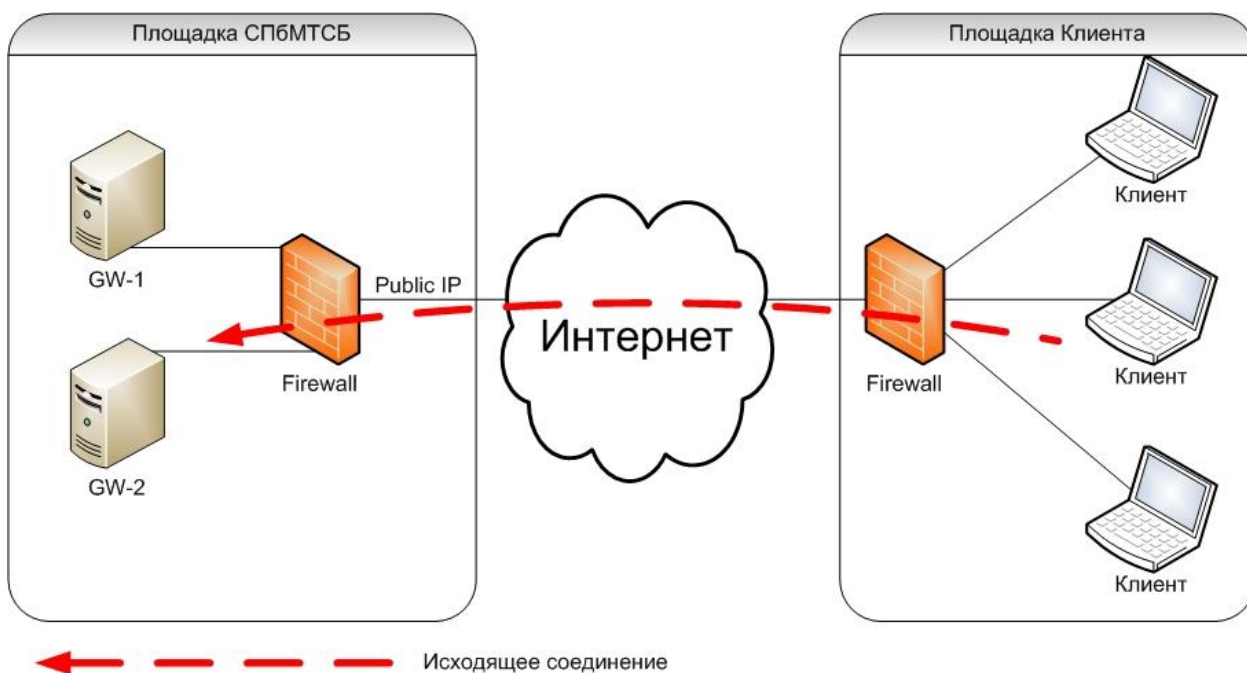 Площадка СПбМТСБ
Площадка Клиента
GW-1
GW-2
Firewall
Public IP
Интернет
Firewall
Клиент
Клиент
Клиент
Исходящее соединение